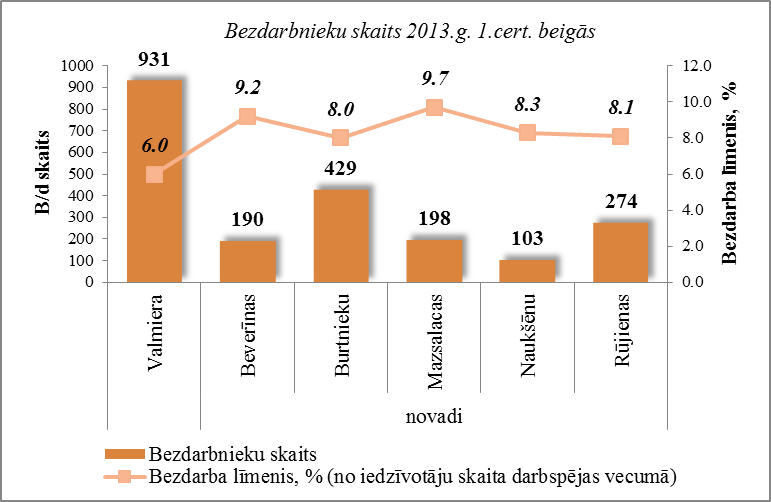 Bezdarbnieku skaits 2013.g. 1.cert. beigās
B/d skaits
1000
900
800
700
600
500
400
300
200
100
0
931
190
429
198
103
274
6.0
9.2
8.0
9.7
8.3
8.1
12.0
10.0
8.0
6.0
4.0
2.0
0.0
Bezdarba līmenis, %
Valmiera
Beverīnas
Burtnieku
Mazsalacas
Naukšēnu
Rūjienas
novadi
Bezdarbnieku skaits
Bezdarba līmenis, % (no iedzīvotāju skaita darbspējas vecumā)